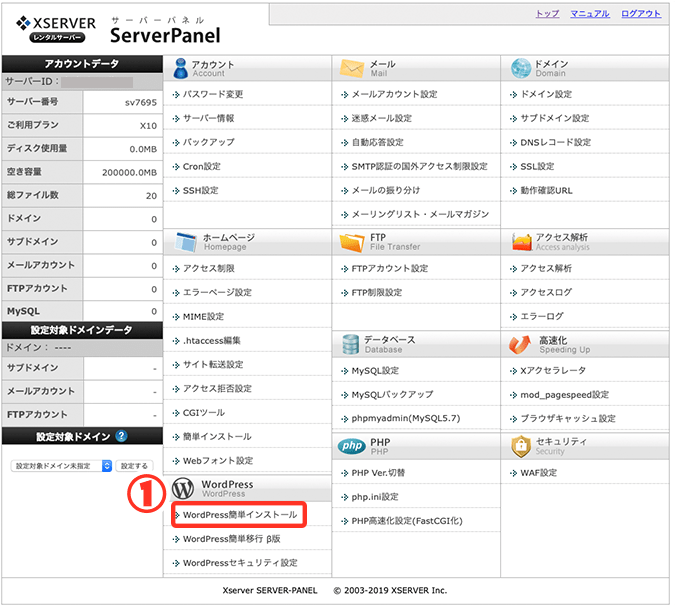 XSERVER
レンタルサーバー
サーバーパネル
ServerPanel
トップ マニュアル ログアウト
アカウントデータ
サーバーID：
サーバー番号 sv7695
ご利用プラン X10
ディスク使用量 0.0MB
空き容量 200000.0MB
総ファイル数 20
ドメイン 0
サブドメイン 0
メールアカウント 0
FTPアカウント 0
MySQL 0
設定対象ドメインデータ
ドメイン： ----
サブドメイン -
メールアカウント -
FTPアカウント -
設定対象ドメイン ?
設定対象ドメイン未指定 設定する
アカウント
Account
パスワード変更
サーバー情報
バックアップ
Cron設定
SSH設定
メール
Mail
メールアカウント設定
迷惑メール設定
自動応答設定
SMTP認証の国外アクセス制限設定
メールの振り分け
メーリングリスト・メールマガジン
ドメイン
Domain
ドメイン設定
サブドメイン設定
DNSレコード設定
SSL設定
動作確認URL
ホームページ
Homepage
アクセス制限
エラーページ設定
MIME設定
.htaccess編集
サイト転送設定
アクセス拒否設定
CGIツール
簡単インストール
Webフォント設定
FTP
File Transfer
FTPアカウント設定
FTP制限設定
アクセス解析
Access analysis
アクセス解析
アクセスログ
エラーログ
データベース
Database
MySQL設定
MySQLバックアップ
phpmyadmin(MySQL5.7)
高速化
Speeding Up
Xアクセラレータ
mod_pagespeed設定
ブラウザキャッシュ設定
php
PHP
PHP
PHP Ver.切替
php.ini設定
PHP高速化設定(FastCGI化)
セキュリティ
Security
WAF設定
①
WordPress
WordPress
WordPress簡単インストール
WordPress簡単移行 β版
WordPressセキュリティ設定
Xserver SERVER-PANEL © 2003-2019 XSERVER Inc.